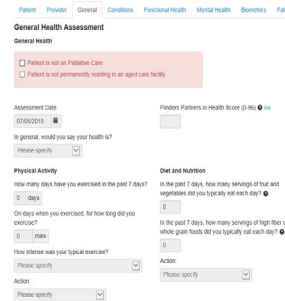 Patient Provider General Conditions Functional Health Mental Health Biometrics Fal
General Health Assessment
General Health
Patient is not on Palliative Care
Patient is not permanently residing in an aged care facility
Assessment Date
Flinders Partners in Health Score (0-96)
07/03/2018
In general, would you say your health is?
Please specify
Physical Activity
Diet and Nutrition
How many days have you exercised in the past 7 days?
In the past 7 days, how many servings of fruit and
vegetables did you typically eat each day?
0 days
0
On days when you exercised, for how long did you
exercise?
In the past 7 days, how many servings of high fiber
whole grain foods did you typically eat each day?
0 mins
0
How intense was your typical exercise?
Action:
Please specify
Please specify
Action:
Please specify